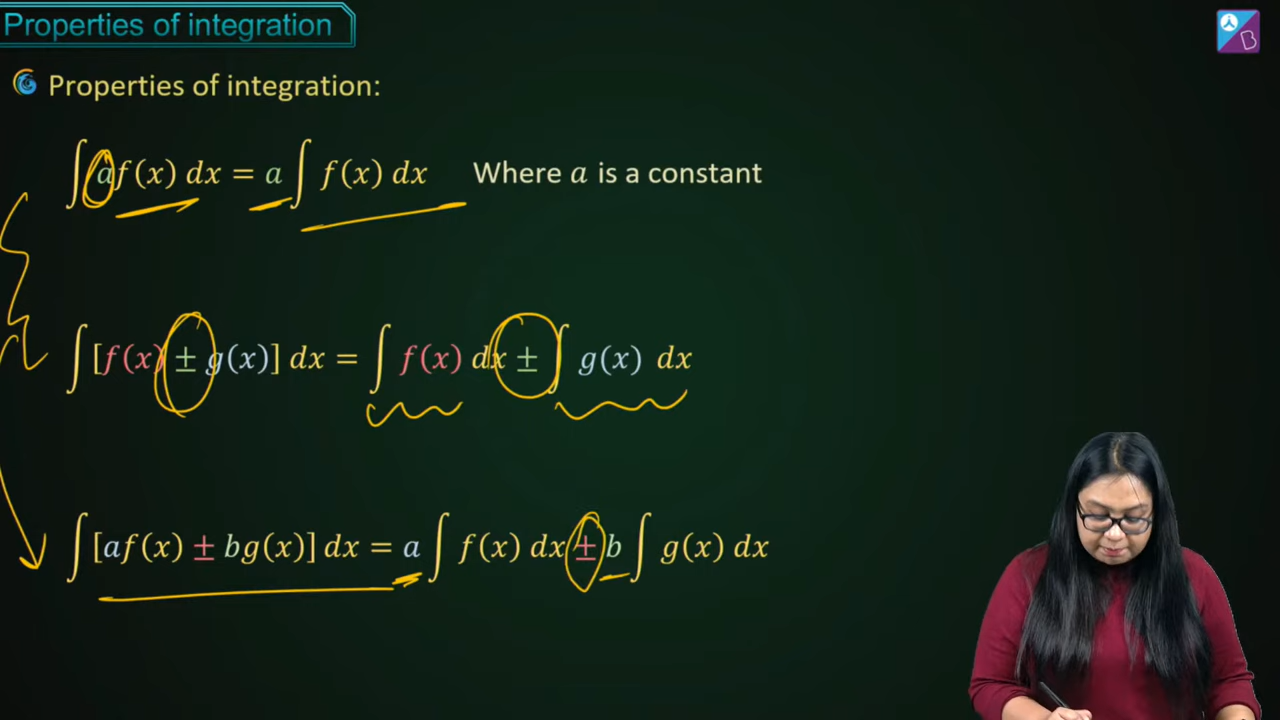 Properties of integration
Properties of integration:
∫ a f(x) dx = a ∫ f(x) dx Where a is a constant
∫ [f(x) ± g(x)] dx = ∫ f(x) dx ± ∫ g(x) dx
∫ [af(x) ± bg(x)] dx = a ∫ f(x) dx ± b ∫ g(x) dx